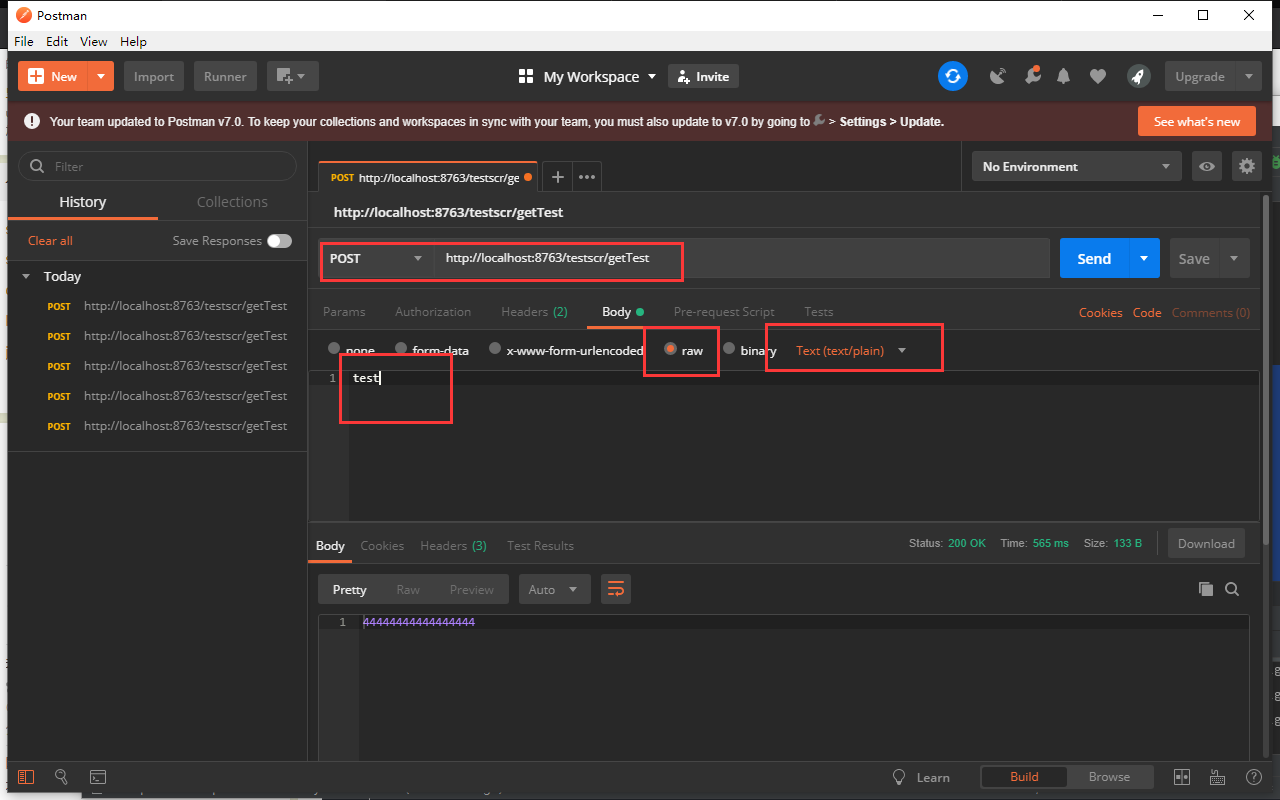 Postman
File Edit View Help
New Import Runner My Workspace Invite Upgrade
Your team updated to Postman v7.0. To keep your collections and workspaces in sync with your team, you must also update to v7.0 by going to > Settings > Update. See what's new
Filter
History Collections
Clear all Save Responses
Today
POST http://localhost:8763/testscr/getTest
POST http://localhost:8763/testscr/getTest
POST http://localhost:8763/testscr/getTest
POST http://localhost:8763/testscr/getTest
POST http://localhost:8763/testscr/getTest
POST http://localhost:8763/testscr/ge
No Environment
http://localhost:8763/testscr/getTest
POST http://localhost:8763/testscr/getTest Send Save
Params Authorization Headers (2) Body Pre-request Script Tests Cookies Code Comments (0)
none form-data x-www-form-urlencoded raw binary Text (text/plain)
1 test
Body Cookies Headers (3) Test Results Status: 200 OK Time: 565 ms Size: 133 B Download
Pretty Raw Preview Auto
1 44444444444444444
Learn Build Browse